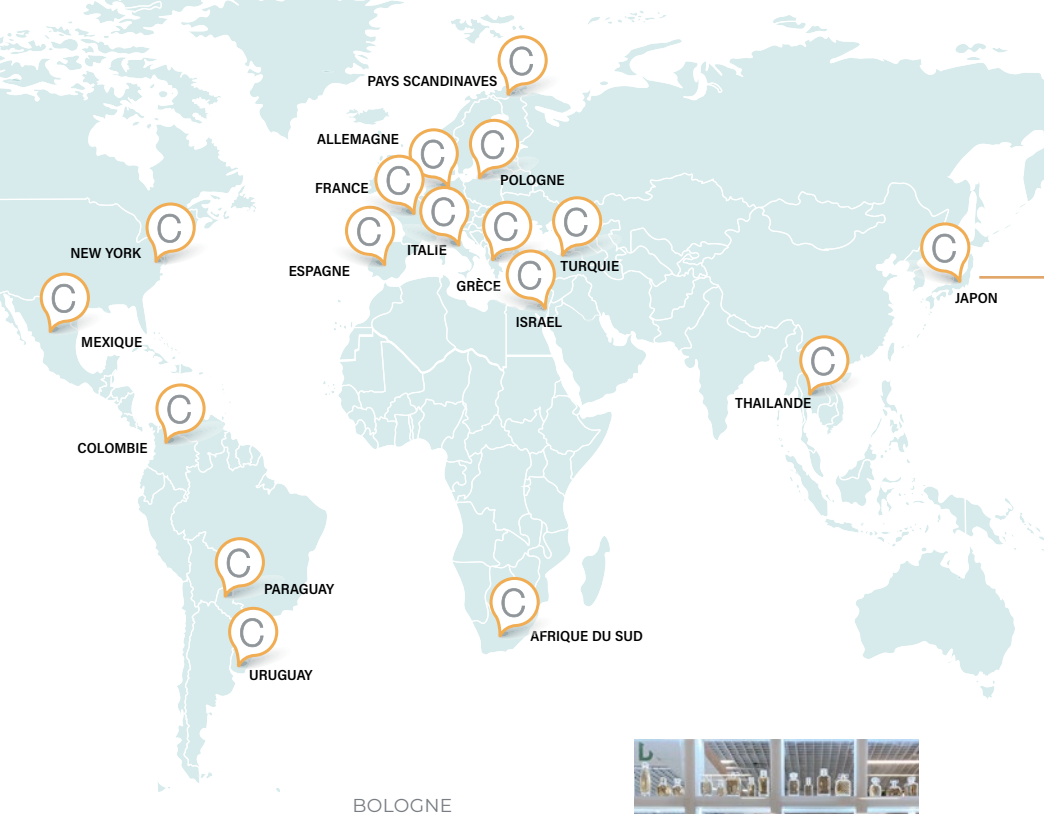 C
PAYS SCANDINAVES
ALLEMAGNE
C
C
FRANCE
C
POLOGNE
C
NEW YORK
C
ESPAGNE
C
ITALIE
C
GRÈCE
C
TURQUIE
C
ISRAEL
C
JAPON
C
MEXIQUE
C
THAILANDE
C
COLOMBIE
C
PARAGUAY
C
AFRIQUE DU SUD
C
URUGUAY
BOLOGNE